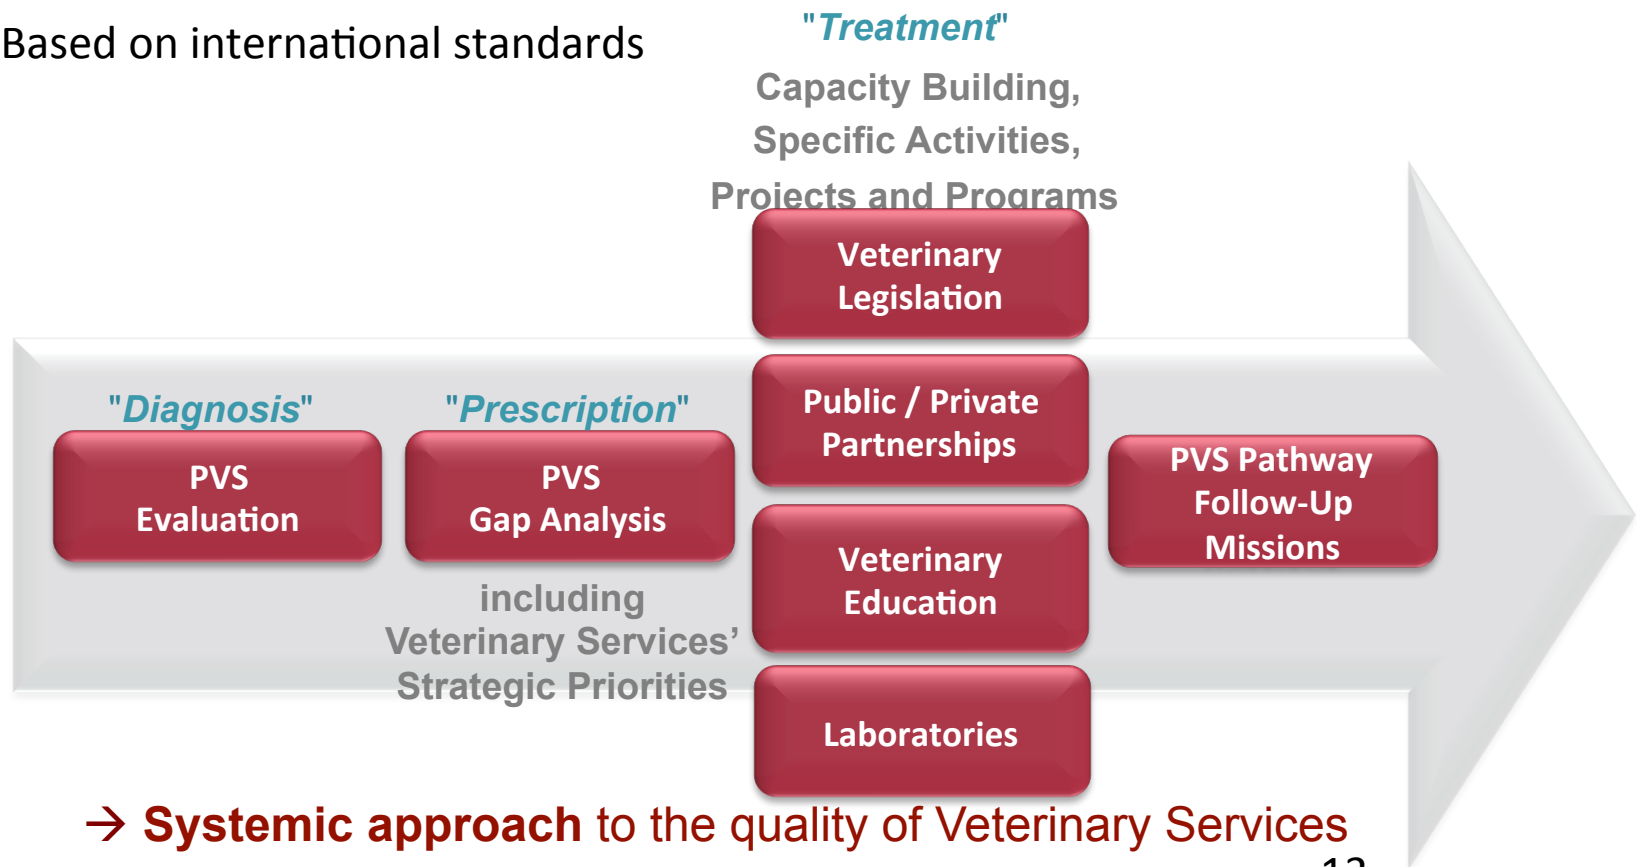 Based on international standards
"Treatment"
Capacity Building,
Specific Activities,
Projects and Programs
Veterinary
Legislation
"Diagnosis"
PVS
Evaluation
"Prescription"
PVS
Gap Analysis
including
Veterinary Services’
Strategic Priorities
Public / Private
Partnerships
Veterinary
Education
Laboratories
PVS Pathway
Follow-Up
Missions
→ Systemic approach to the quality of Veterinary Services